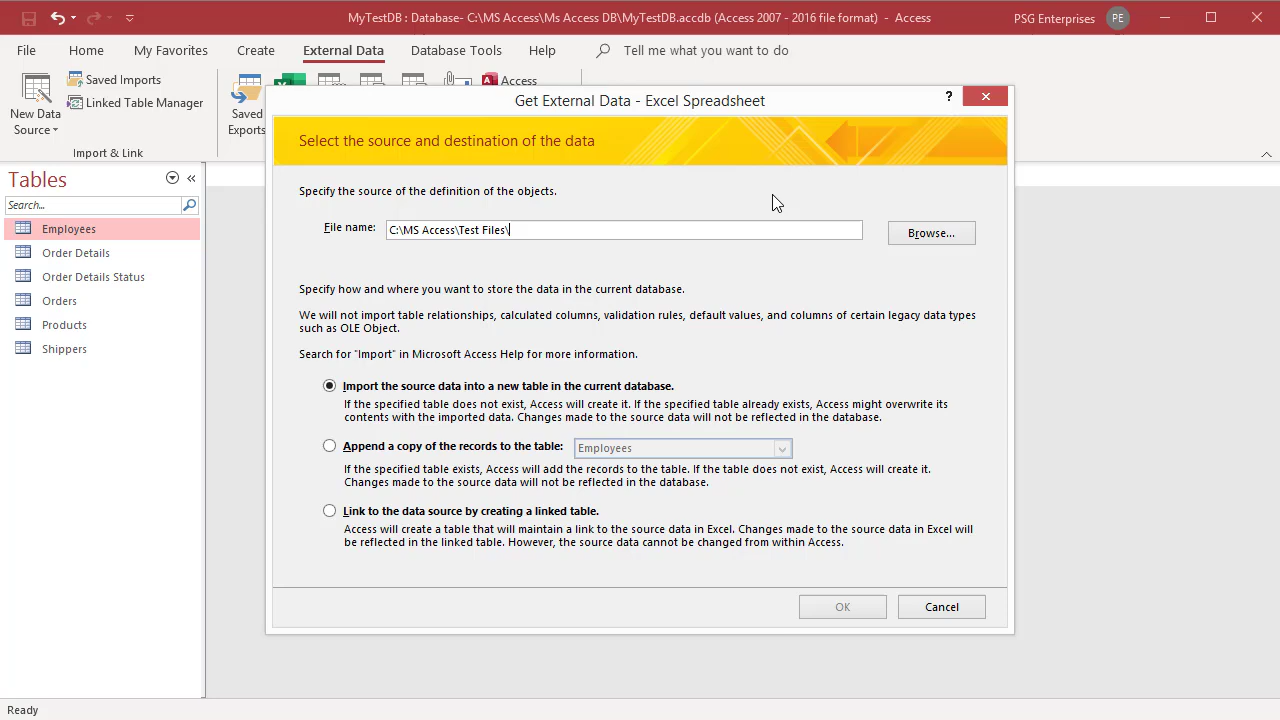 MyTestDB : Database- C:\MS Access\Ms Access DB\MyTestDB.accdb (Access 2007 - 2016 file format) - Access
PSG Enterprises
PE
File
Home
My Favorites
Create
External Data
Database Tools
Help
Tell me what you want to do
New Data
Source
Saved Imports
Linked Table Manager
Import & Link
Saved
Exports
Access
Get External Data - Excel Spreadsheet
?
Select the source and destination of the data
Tables
Search...
Employees
Order Details
Order Details Status
Orders
Products
Shippers
Specify the source of the definition of the objects.
File name:
C:\MS Access\Test Files\
Browse...
Specify how and where you want to store the data in the current database.
We will not import table relationships, calculated columns, validation rules, default values, and columns of certain legacy data types
such as OLE Object.
Search for "Import" in Microsoft Access Help for more information.
Import the source data into a new table in the current database.
If the specified table does not exist, Access will create it. If the specified table already exists, Access might overwrite its
contents with the imported data. Changes made to the source data will not be reflected in the database.
Append a copy of the records to the table:
Employees
If the specified table exists, Access will add the records to the table. If the table does not exist, Access will create it.
Changes made to the source data will not be reflected in the database.
Link to the data source by creating a linked table.
Access will create a table that will maintain a link to the source data in Excel. Changes made to the source data in Excel will
be reflected in the linked table. However, the source data cannot be changed from within Access.
OK
Cancel
Ready